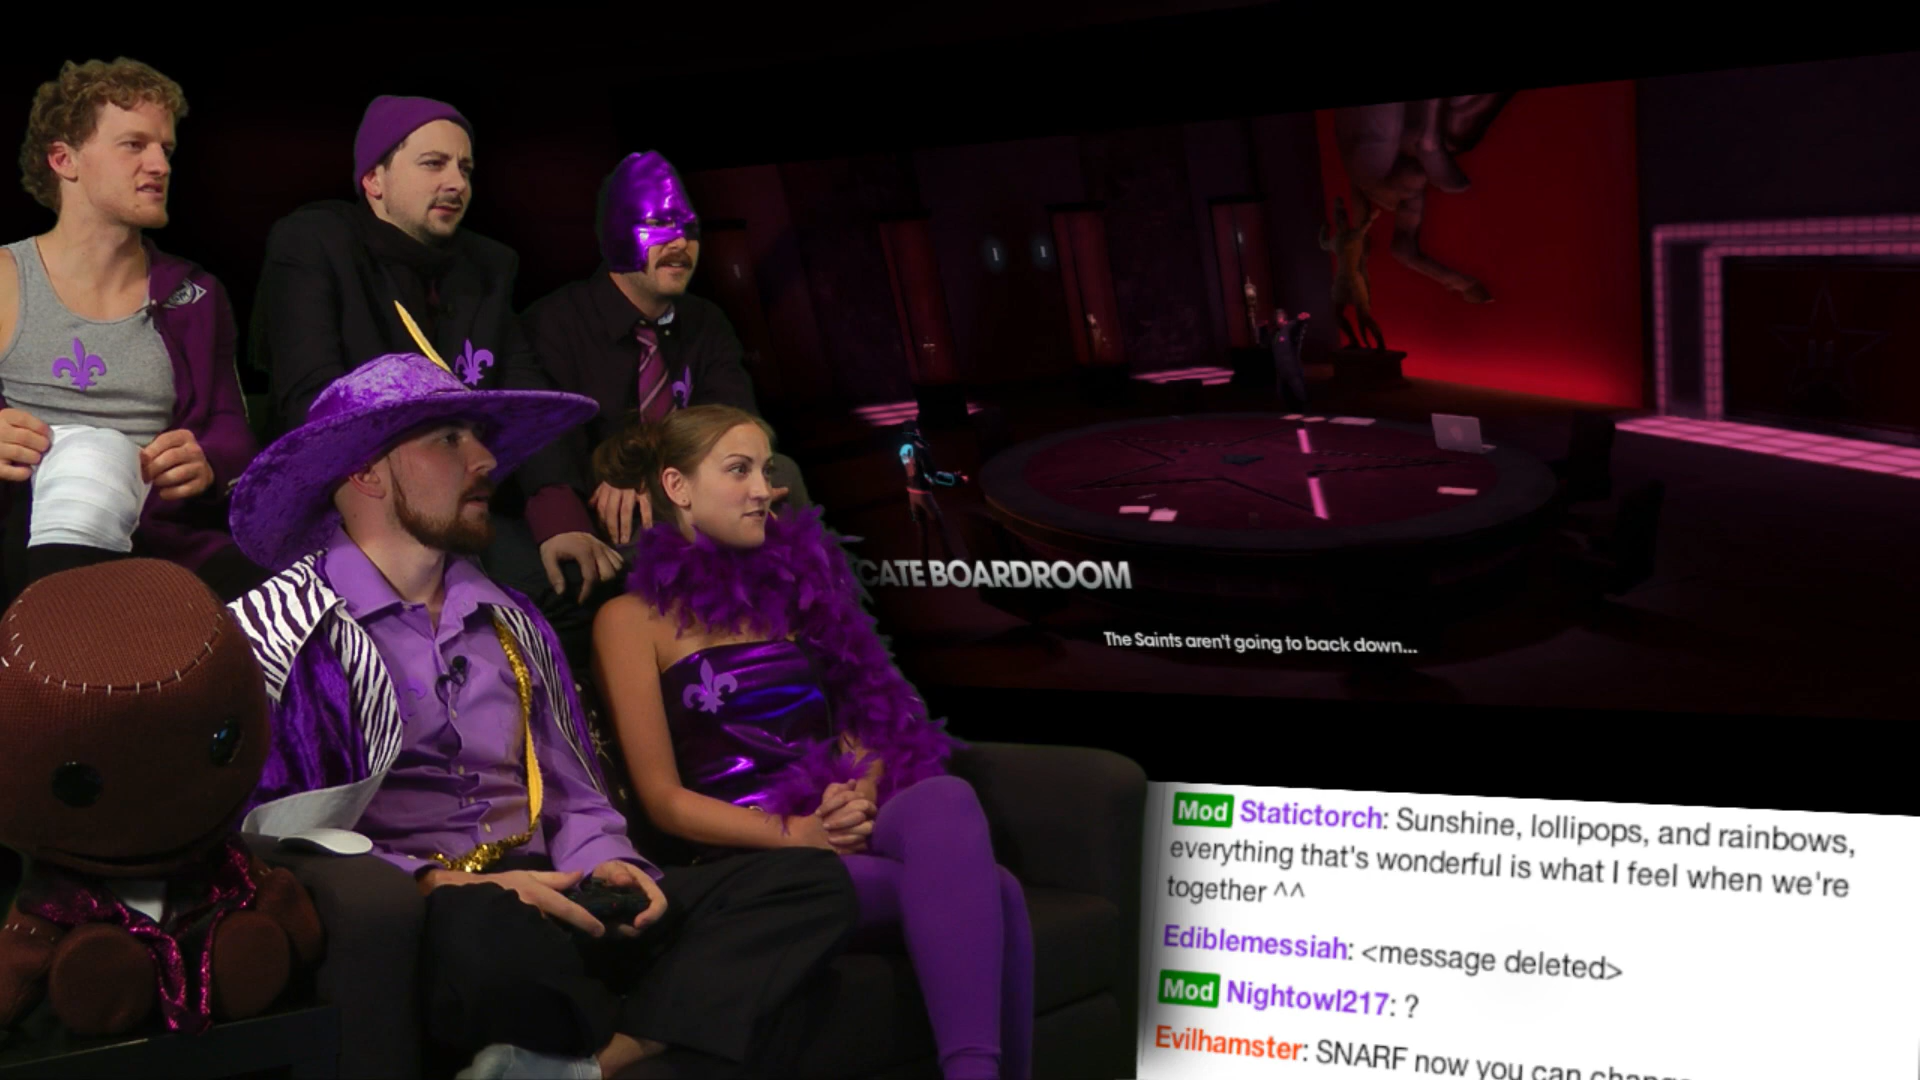 CATE BOARDROOM
The Saints aren't going to back down...
Mod Statictorch: Sunshine, lollipops, and rainbows,
everything that's wonderful is what I feel when we're
together ^^
Ediblemessiah: <message deleted>
Mod Nightowl217: ?
Evilhamster: SNARF now you can change